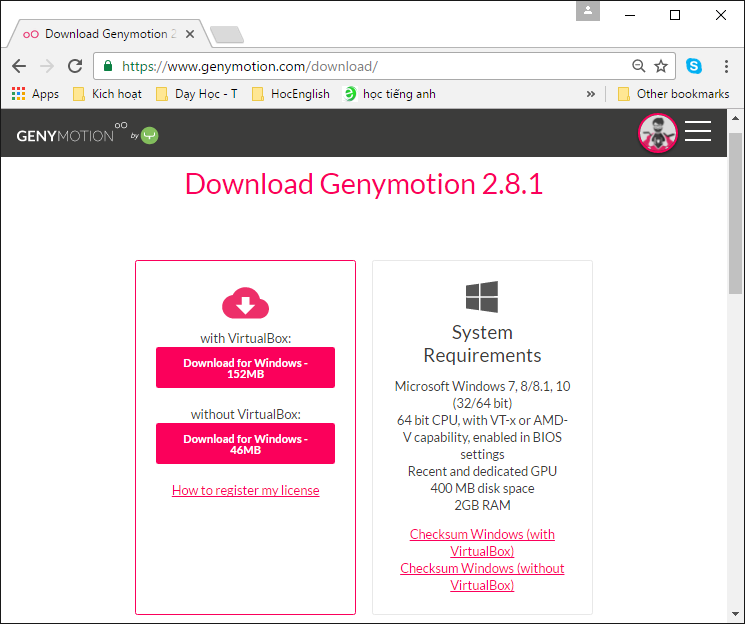 Download Genymotion 2
https://www.genymotion.com/download/
Apps Kich hoạt Dạy Học - T HocEnglish học tiếng anh » Other bookmarks
GENYMOTION by
Download Genymotion 2.8.1
with VirtualBox:
Download for Windows -
152MB
without VirtualBox:
Download for Windows -
46MB
How to register my license
System
Requirements
Microsoft Windows 7, 8/8.1, 10
(32/64 bit)
64 bit CPU, with VT-x or AMD-
V capability, enabled in BIOS
settings
Recent and dedicated GPU
400 MB disk space
2GB RAM
Checksum Windows (with
VirtualBox)
Checksum Windows (without
VirtualBox)